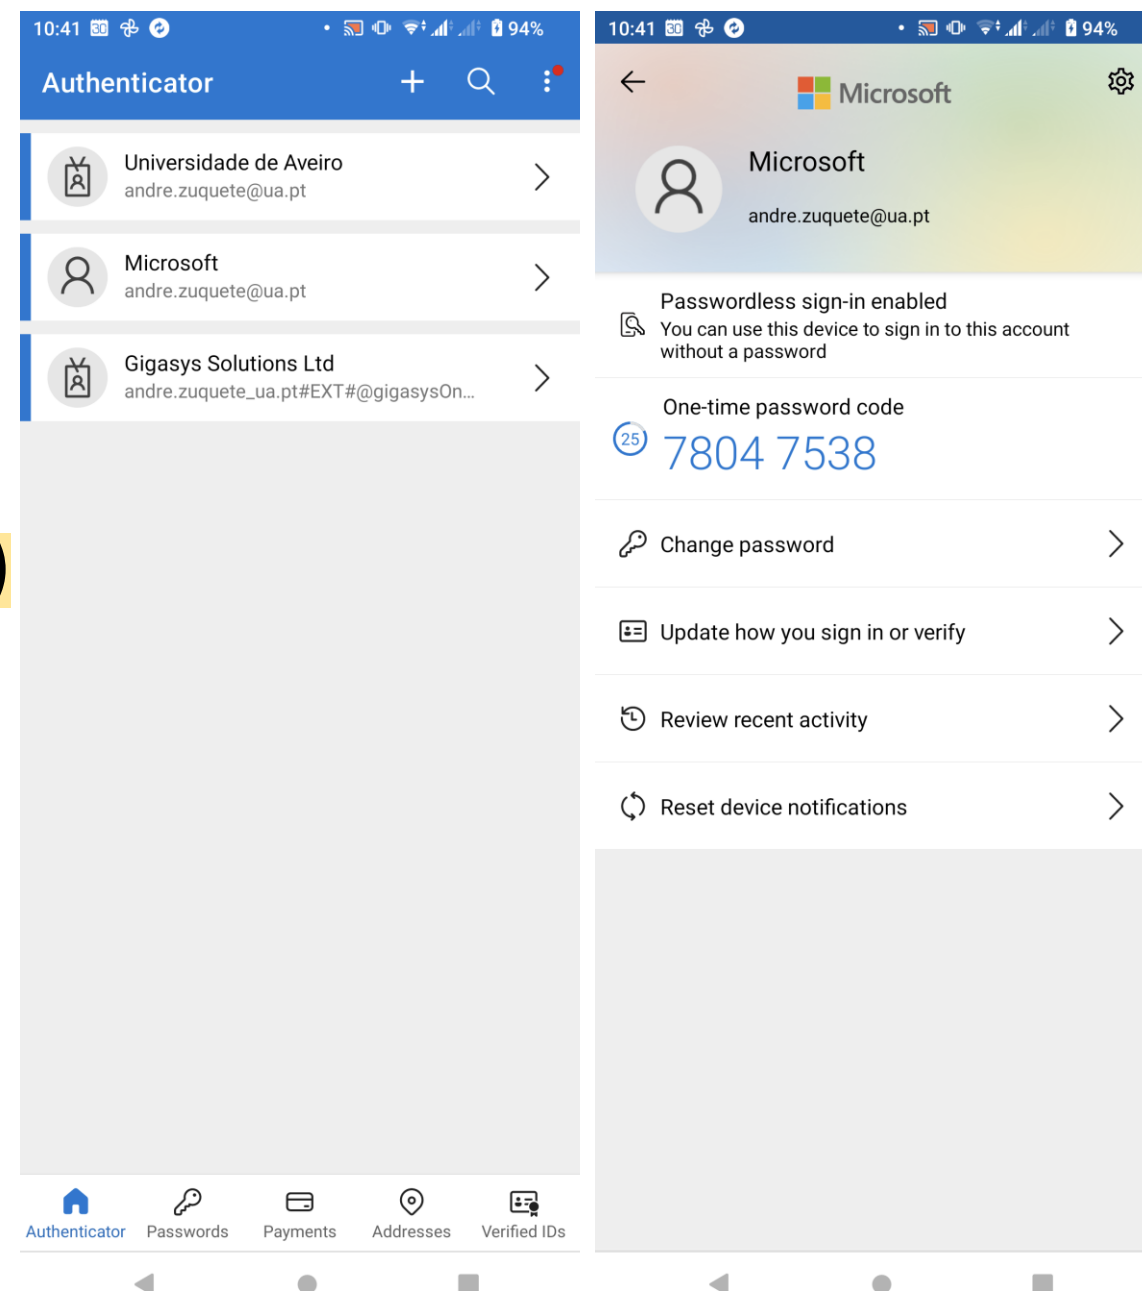 10:41 30 94%
Authenticator
Universidade de Aveiro
andre.zuquete@ua.pt
Microsoft
andre.zuquete@ua.pt
Gigasys Solutions Ltd
andre.zuquete_ua.pt#EXT#@gigasysOn...
Authenticator Passwords Payments Addresses Verified IDs
10:41 30 94%
Microsoft
Microsoft
andre.zuquete@ua.pt
Passwordless sign-in enabled
You can use this device to sign in to this account
without a password
One-time password code
25 7804 7538
Change password
Update how you sign in or verify
Review recent activity
Reset device notifications